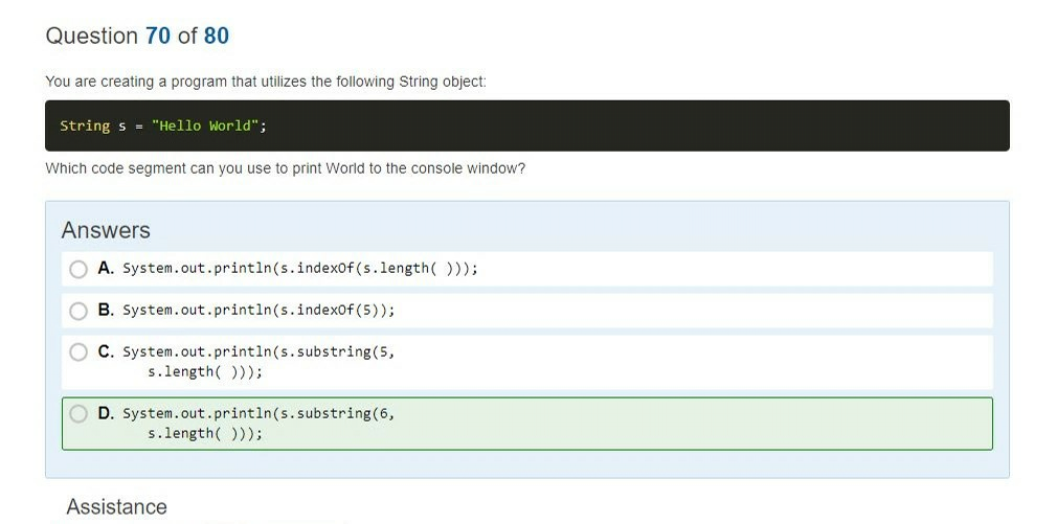 Question 70 of 80
You are creating a program that utilizes the following String object:
String s = "Hello World";
Which code segment can you use to print World to the console window?
Answers
A. System.out.println(s.indexOf(s.length( )));
B. System.out.println(s.indexOf(5));
C. System.out.println(s.substring(5,
s.length( )));
D. System.out.println(s.substring(6,
s.length( )));
Assistance